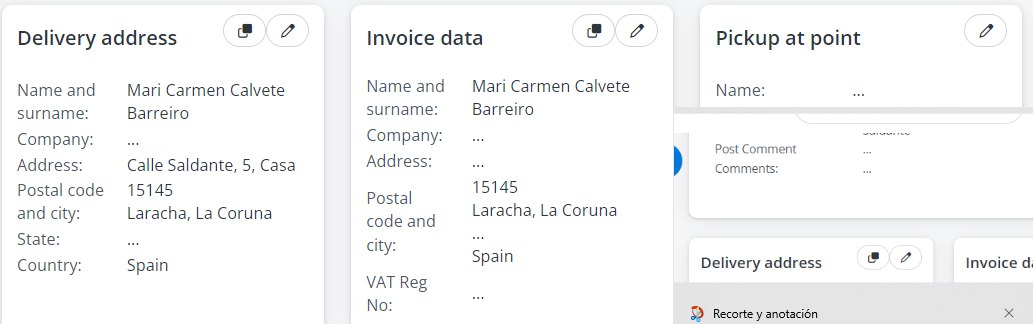 Delivery address
Name and surname: Mari Carmen Calvete Barreiro
Company: ...
Address: Calle Saldante, 5, Casa
Postal code and city: 15145 Laracha, La Coruna
State: ...
Country: Spain
Invoice data
Name and surname: Mari Carmen Calvete Barreiro
Company: ...
Address: ...
Postal code and city: 15145 Laracha, La Coruna
...
Spain
VAT Reg No: ...
Pickup at point
Name: ...
Saldante
Post Comment ...
Comments: ...
Delivery address
Invoice d
Recorte y anotación